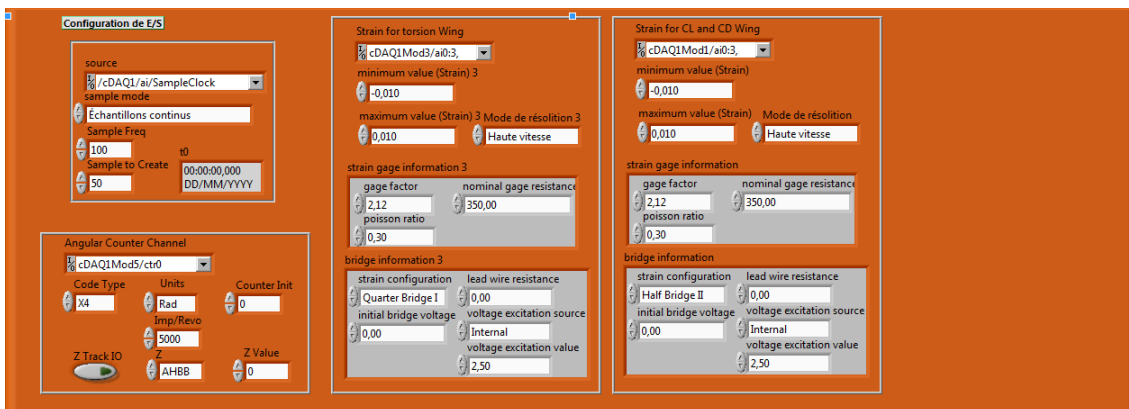 Configuration de E/S
source
/cDAQ1/ai/SampleClock
sample mode
Échantillons continus
Sample Freq
100
t0
Sample to Create
50
00:00:00,000
DD/MM/YYYY
Angular Counter Channel
cDAQ1Mod5/ctr0
Code Type Units Counter Init
X4 Rad 0
Imp/Revo
5000
Z Track IO Z Z Value
AHBB 0
Strain for torsion Wing
cDAQ1Mod3/ai0:3,
minimum value (Strain) 3
-0,010
maximum value (Strain) 3 Mode de résolition 3
0,010 Haute vitesse
strain gage information 3
gage factor nominal gage resistance
2,12 350,00
poisson ratio
0,30
bridge information 3
strain configuration lead wire resistance
Quarter Bridge I 0,00
initial bridge voltage voltage excitation source
0,00 Internal
voltage excitation value
2,50
Strain for CL and CD Wing
cDAQ1Mod1/ai0:3,
minimum value (Strain)
-0,010
maximum value (Strain) Mode de résolition
0,010 Haute vitesse
strain gage information
gage factor nominal gage resistance
2,12 350,00
poisson ratio
0,30
bridge information
strain configuration lead wire resistance
Half Bridge II 0,00
initial bridge voltage voltage excitation source
0,00 Internal
voltage excitation value
2,50